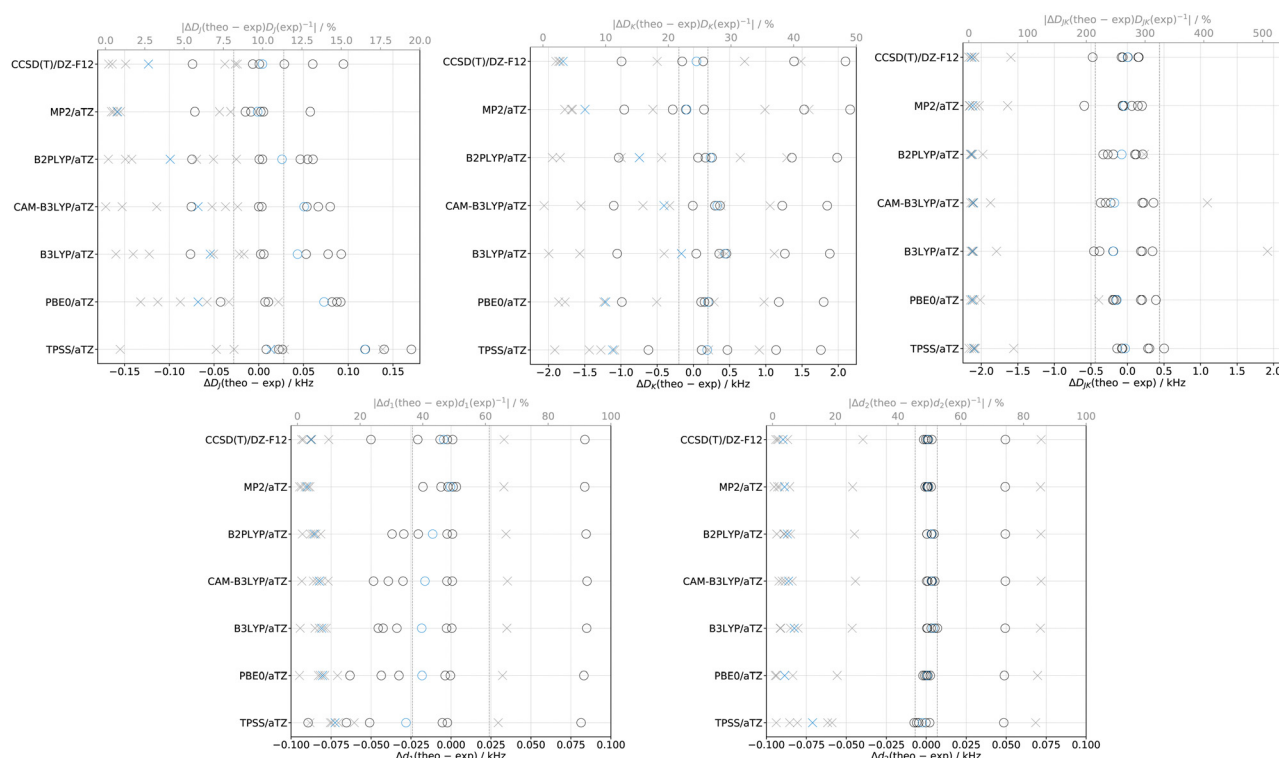 |ΔD_J(theo − exp)D_J(exp)⁻¹| / %
0.0 2.5 5.0 7.5 10.0 12.5 15.0 17.5 20.0
CCSD(T)/DZ-F12
MP2/aTZ
B2PLYP/aTZ
CAM-B3LYP/aTZ
B3LYP/aTZ
PBE0/aTZ
TPSS/aTZ
−0.15 −0.10 −0.05 0.00 0.05 0.10 0.15
ΔD_J(theo − exp) / kHz
|ΔD_K(theo − exp)D_K(exp)⁻¹| / %
0 10 20 30 40 50
CCSD(T)/DZ-F12
MP2/aTZ
B2PLYP/aTZ
CAM-B3LYP/aTZ
B3LYP/aTZ
PBE0/aTZ
TPSS/aTZ
−2.0 −1.5 −1.0 −0.5 0.0 0.5 1.0 1.5 2.0
ΔD_K(theo − exp) / kHz
|ΔD_JK(theo − exp)D_JK(exp)⁻¹| / %
0 100 200 300 400 500
CCSD(T)/DZ-F12
MP2/aTZ
B2PLYP/aTZ
CAM-B3LYP/aTZ
B3LYP/aTZ
PBE0/aTZ
TPSS/aTZ
−2.0 −1.5 −1.0 −0.5 0.0 0.5 1.0 1.5 2.0
ΔD_JK(theo − exp) / kHz
|Δd₁(theo − exp)d₁(exp)⁻¹| / %
0 20 40 60 80 100
CCSD(T)/DZ-F12
MP2/aTZ
B2PLYP/aTZ
CAM-B3LYP/aTZ
B3LYP/aTZ
PBE0/aTZ
TPSS/aTZ
−0.100 −0.075 −0.050 −0.025 0.000 0.025 0.050 0.075 0.100
Δd₁(theo − exp) / kHz
|Δd₂(theo − exp)d₂(exp)⁻¹| / %
0 20 40 60 80 100
CCSD(T)/DZ-F12
MP2/aTZ
B2PLYP/aTZ
CAM-B3LYP/aTZ
B3LYP/aTZ
PBE0/aTZ
TPSS/aTZ
−0.100 −0.075 −0.050 −0.025 0.000 0.025 0.050 0.075 0.100
Δd₂(theo − exp) / kHz